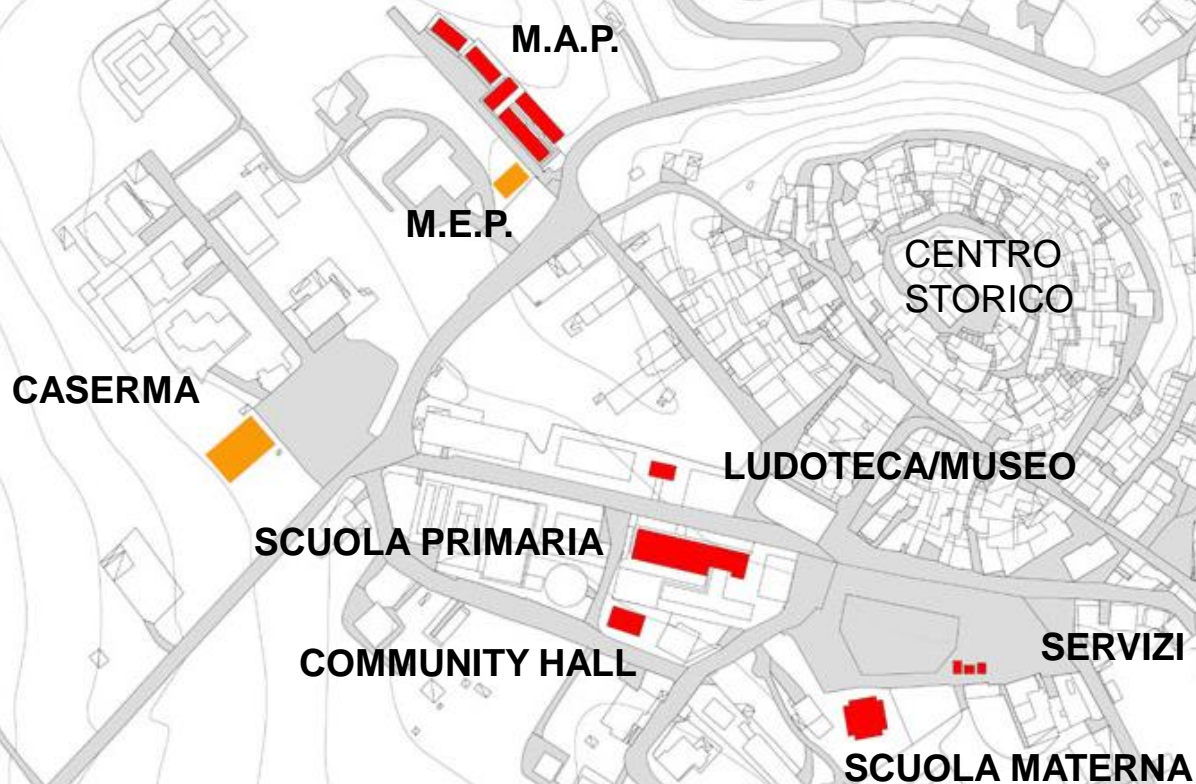 M.A.P.
M.E.P.
CENTRO
STORICO
CASERMA
LUDOTECA/MUSEO
SCUOLA PRIMARIA
COMMUNITY HALL
SERVIZI
SCUOLA MATERNA